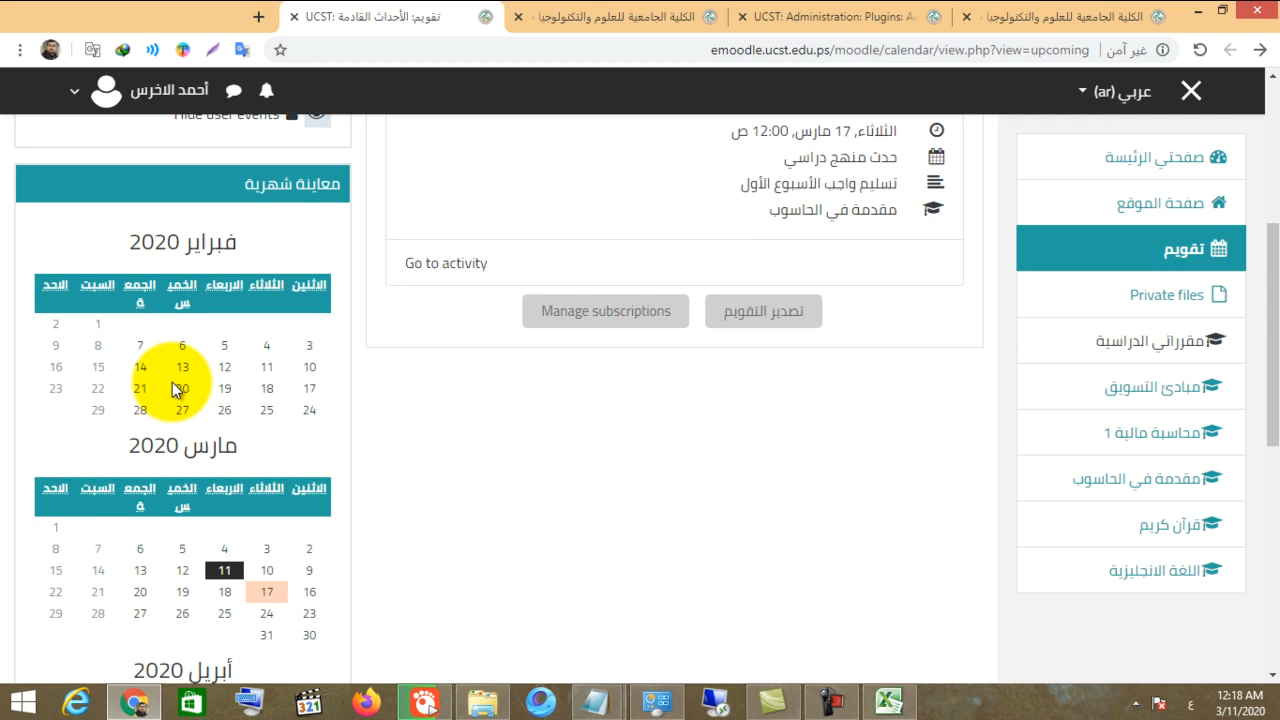 UCST: تقويم: الأحداث القادمة
الكلية الجامعية للعلوم والتكنولوجيا -
UCST: Administration: Plugins: A
الكلية الجامعية للعلوم والتكنولوجيا -
emoodle.ucst.edu.ps/moodle/calendar/view.php?view=upcoming
غير آمن
عربي (ar)
أحمد الاخرس
صفحتي الرئيسة
صفحة الموقع
تقويم
Private files
مقرراتي الدراسية
مبادئ التسويق
محاسبة مالية 1
مقدمة في الحاسوب
قرآن كريم
اللغة الانجليزية
الثلاثاء, 17 مارس, 12:00 ص
حدث منهج دراسي
تسليم واجب الأسبوع الأول
مقدمة في الحاسوب
Go to activity
تصدير التقويم
Manage subscriptions
Hide user events
معاينة شهرية
فبراير 2020
الاثنين الثلاثاء الاربعاء الخميس الجمعة السبت الاحد
1 2
3 4 5 6 7 8 9
10 11 12 13 14 15 16
17 18 19 20 21 22 23
24 25 26 27 28 29
مارس 2020
الاثنين الثلاثاء الاربعاء الخميس الجمعة السبت الاحد
1
2 3 4 5 6 7 8
9 10 11 12 13 14 15
16 17 18 19 20 21 22
23 24 25 26 27 28 29
30 31
أبريل 2020
321
ع
12:18 AM
3/11/2020